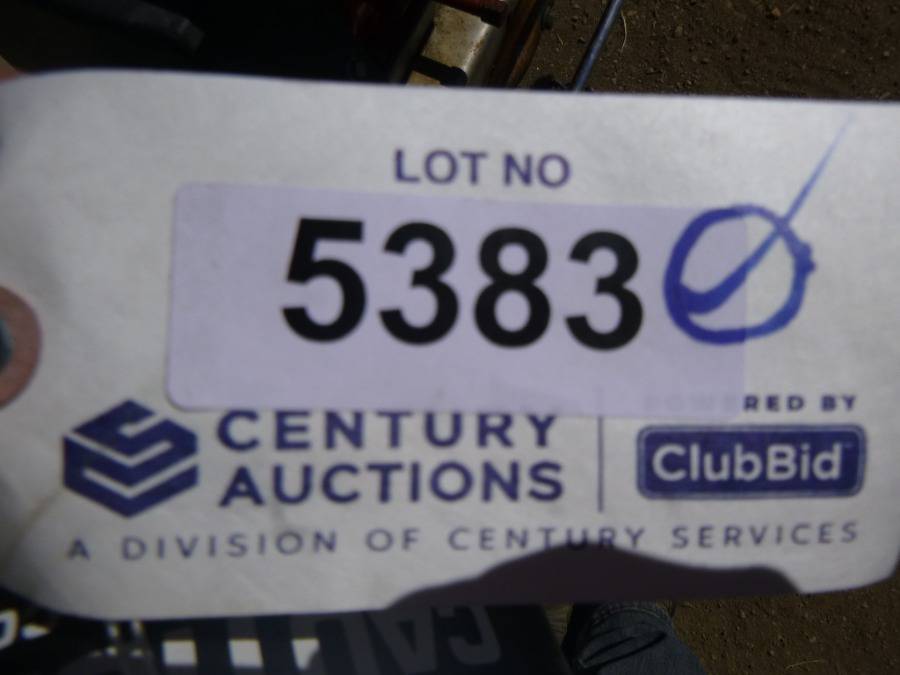 LOT NO
5383
CENTURY AUCTIONS
POWERED BY
ClubBid
A DIVISION OF CENTURY SERVICES